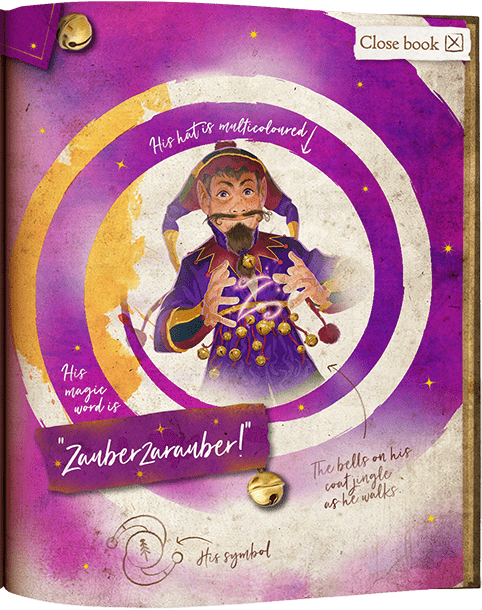 Close book
His hat is multicoloured
His
magic
word is
"Zauberzarauber!"
The bells on his
coat jingle
as he walks.
His symbol